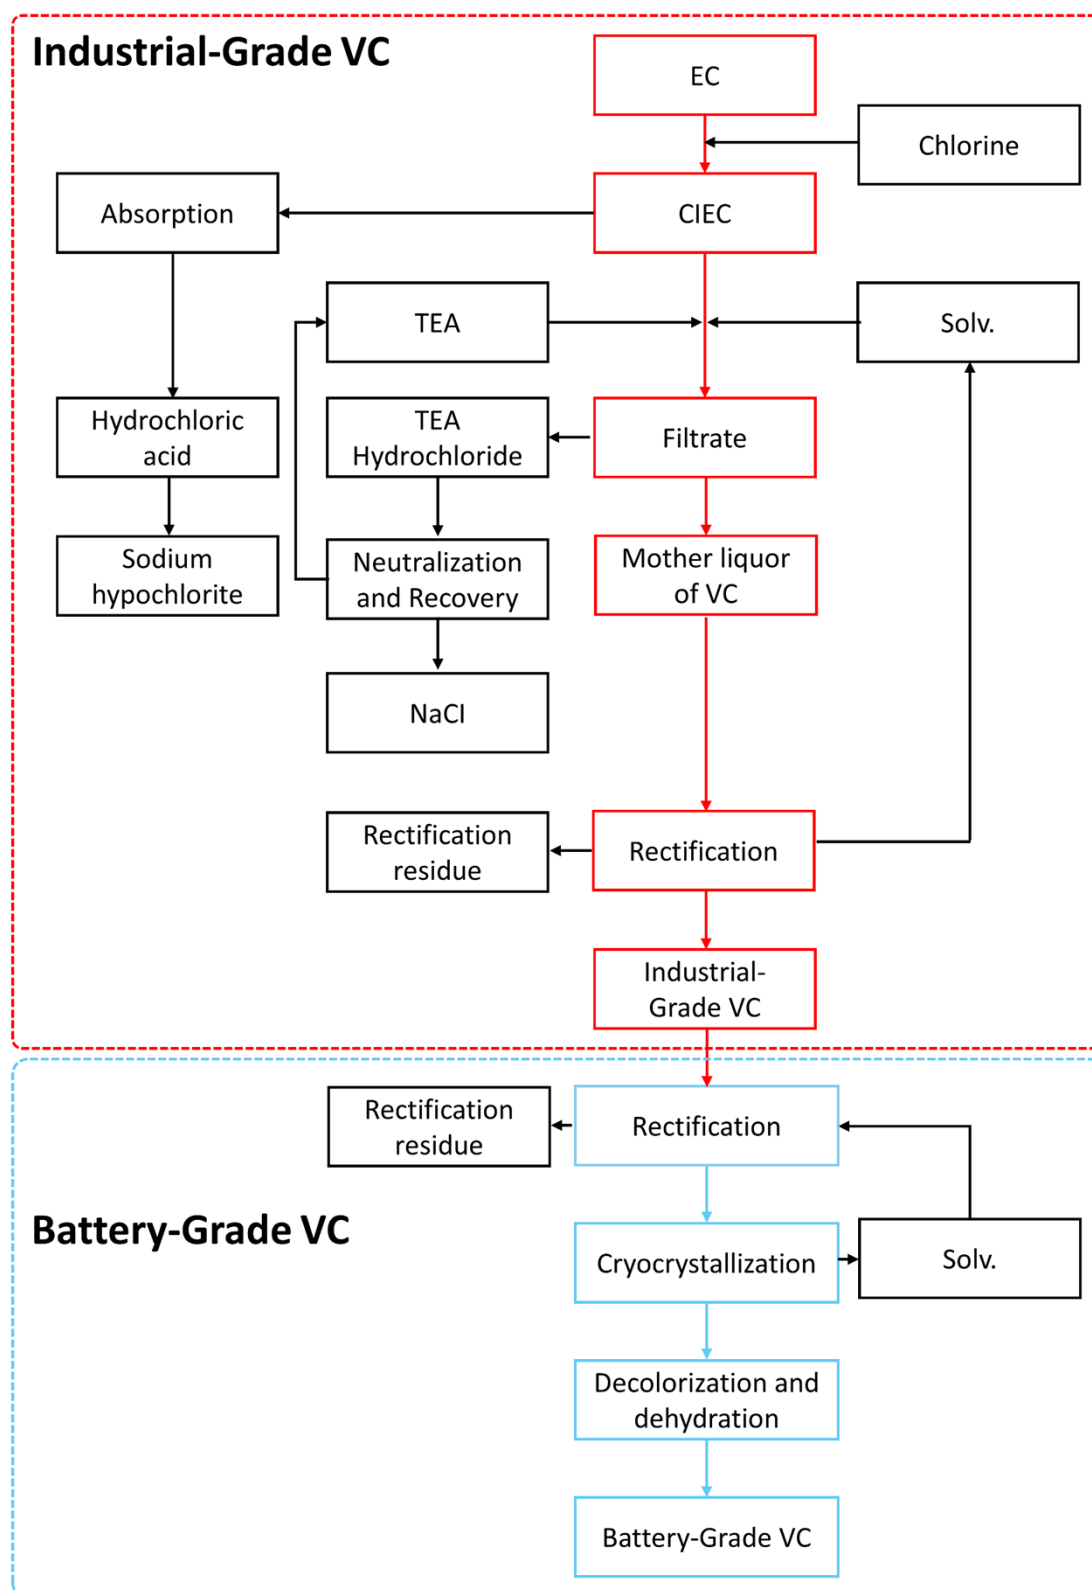 Industrial-Grade VC
EC
Chlorine
Absorption
CIEC
TEA
Solv.
Hydrochloric
acid
TEA
Hydrochloride
Filtrate
Sodium
hypochlorite
Neutralization
and Recovery
Mother liquor
of VC
NaCl
Rectification
residue
Rectification
Industrial-
Grade VC
Rectification
residue
Rectification
Battery-Grade VC
Cryocrystallization
Solv.
Decolorization and
dehydration
Battery-Grade VC